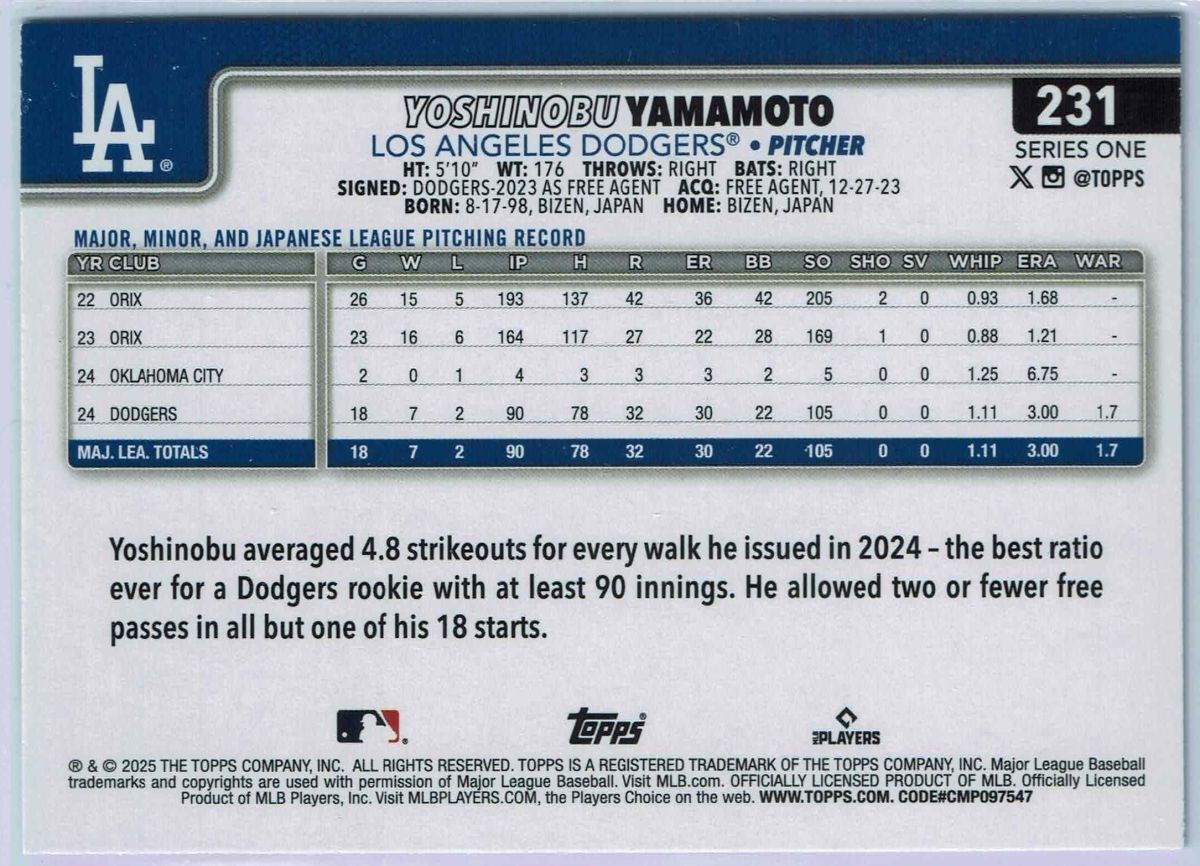 LA®
YOSHINOBU YAMAMOTO
231
LOS ANGELES DODGERS® • PITCHER
SERIES ONE
HT: 5'10" WT: 176 THROWS: RIGHT BATS: RIGHT
@TOPPS
SIGNED: DODGERS-2023 AS FREE AGENT ACQ: FREE AGENT, 12-27-23
BORN: 8-17-98, BIZEN, JAPAN HOME: BIZEN, JAPAN
MAJOR, MINOR, AND JAPANESE LEAGUE PITCHING RECORD
YR CLUB G W L IP H R ER BB SO SHO SV WHIP ERA WAR
22 ORIX 26 15 5 193 137 42 36 42 205 2 0 0.93 1.68 -
23 ORIX 23 16 6 164 117 27 22 28 169 1 0 0.88 1.21 -
24 OKLAHOMA CITY 2 0 1 4 3 3 3 2 5 0 0 1.25 6.75 -
24 DODGERS 18 7 2 90 78 32 30 22 105 0 0 1.11 3.00 1.7
MAJ. LEA. TOTALS 18 7 2 90 78 32 30 22 105 0 0 1.11 3.00 1.7
Yoshinobu averaged 4.8 strikeouts for every walk he issued in 2024 – the best ratio
ever for a Dodgers rookie with at least 90 innings. He allowed two or fewer free
passes in all but one of his 18 starts.
Topps®
MLB PLAYERS
® & © 2025 THE TOPPS COMPANY, INC. ALL RIGHTS RESERVED. TOPPS IS A REGISTERED TRADEMARK OF THE TOPPS COMPANY, INC. Major League Baseball
trademarks and copyrights are used with permission of Major League Baseball. Visit MLB.com. OFFICIALLY LICENSED PRODUCT OF MLB. Officially Licensed
Product of MLB Players, Inc. Visit MLBPLAYERS.COM, the Players Choice on the web. WWW.TOPPS.COM. CODE#CMP097547